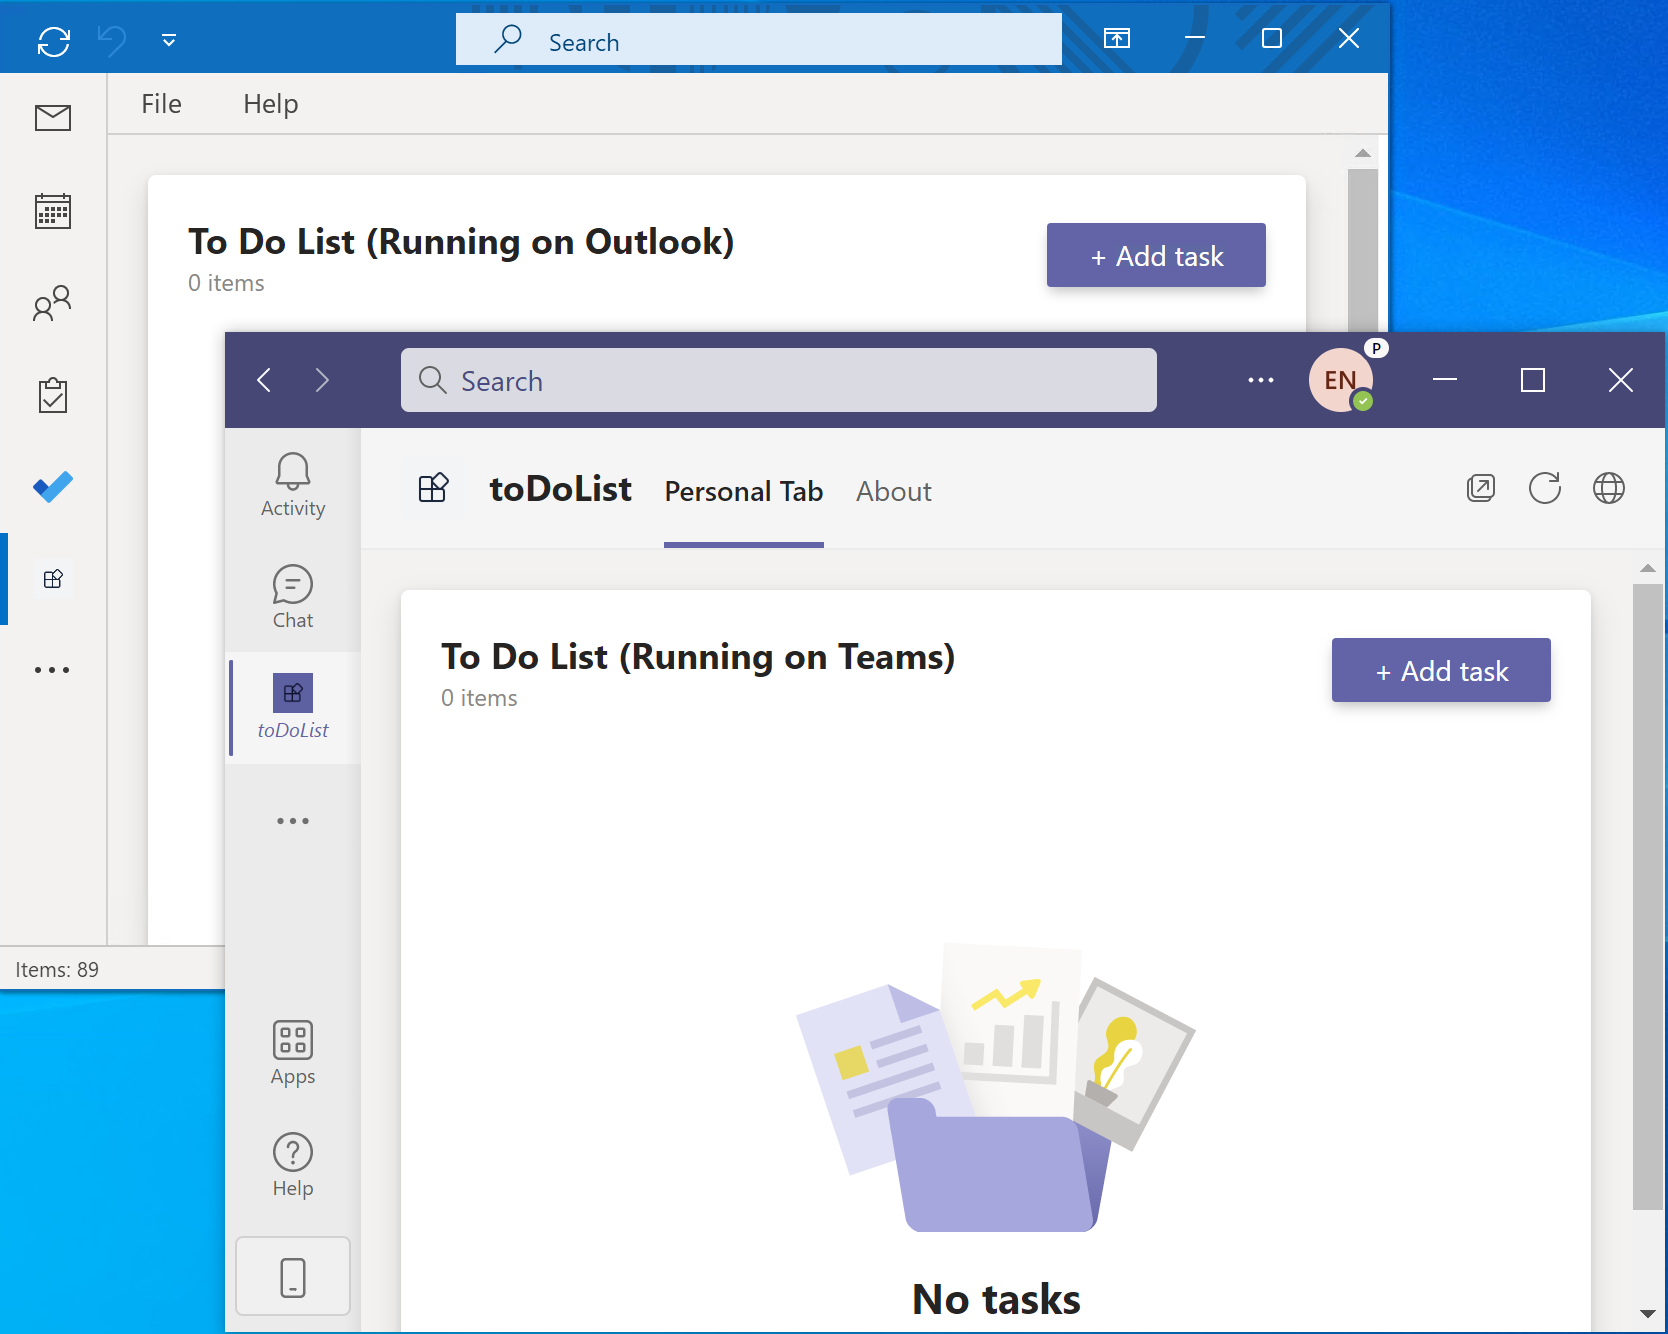 Search
File Help
To Do List (Running on Outlook)
0 items
+ Add task
Items: 89
Search
EN
P
Activity
Chat
toDoList
Apps
Help
toDoList Personal Tab About
To Do List (Running on Teams)
0 items
+ Add task
No tasks